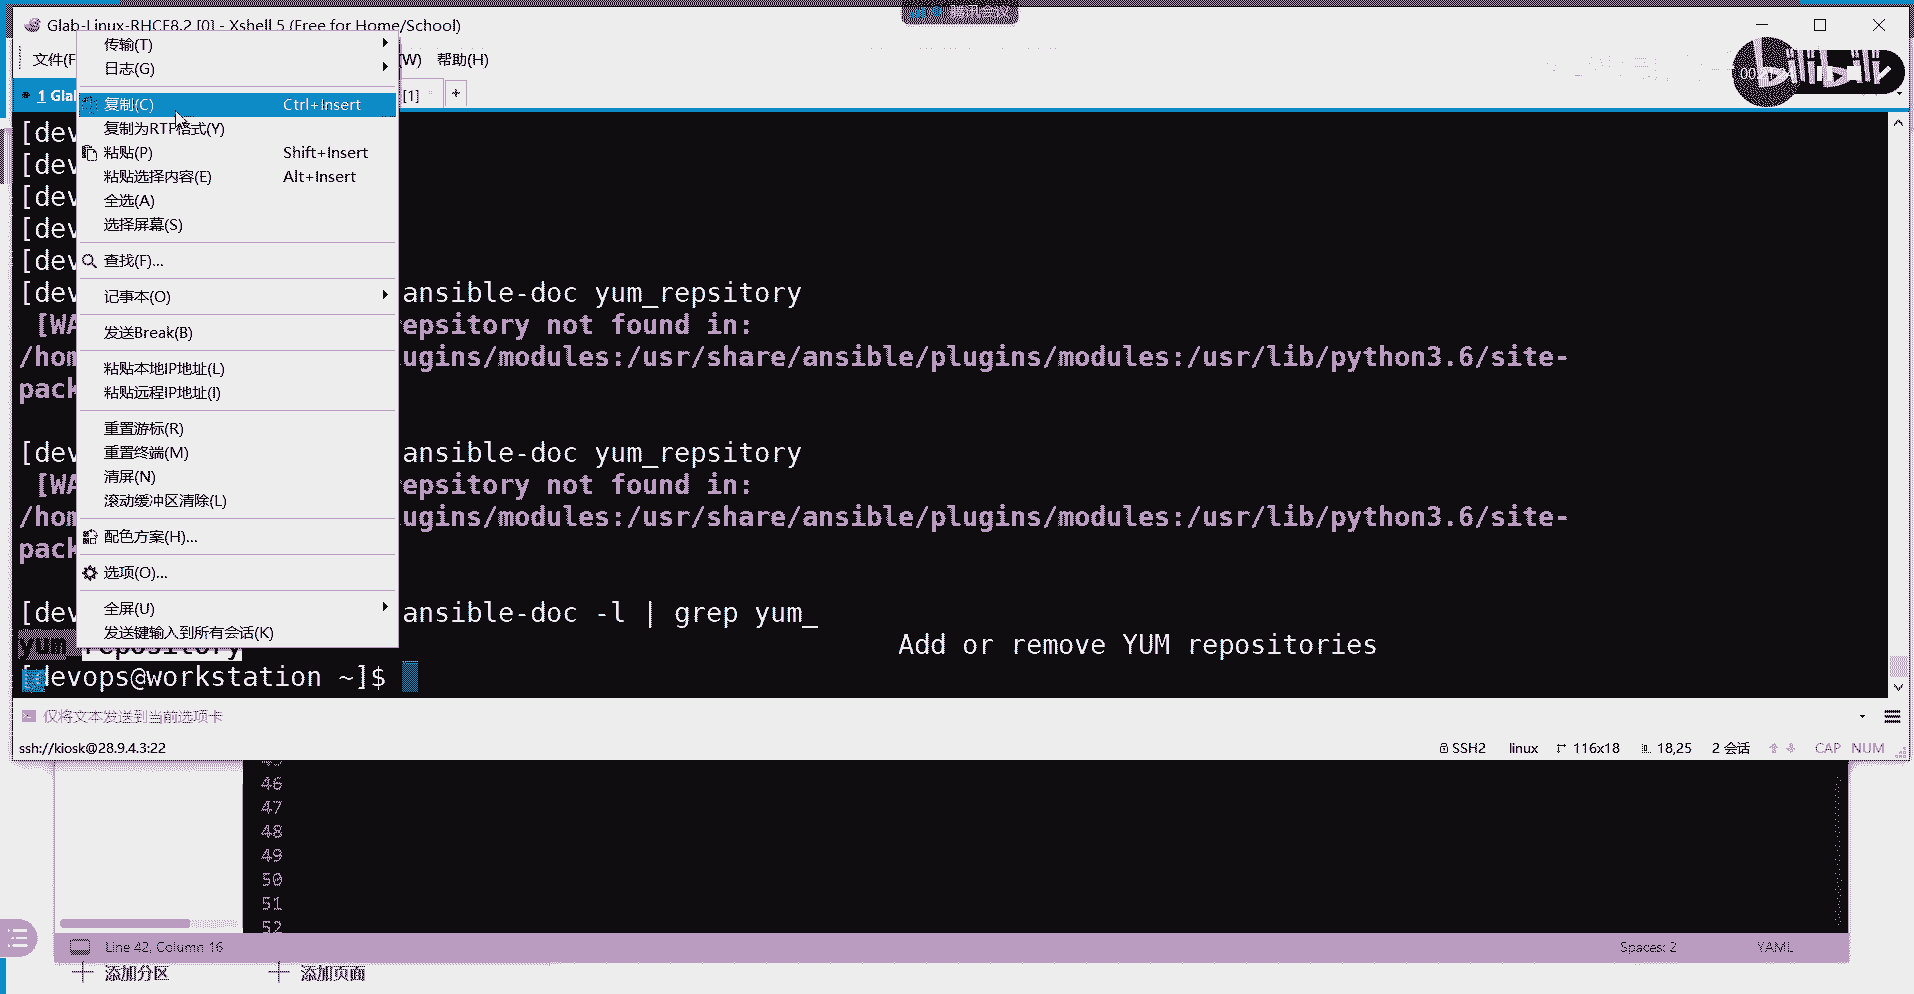 腾讯会议
Glab-Linux-RHCE8.2 [0] - Xshell 5 (Free for Home/School)
文件(F (W) 帮助(H)
1 Glab [1] +
传输(T)
日志(G)
复制(C) Ctrl+Insert
复制为RTF格式(Y)
粘贴(P) Shift+Insert
粘贴选择内容(E) Alt+Insert
全选(A)
选择屏幕(S)
查找(F)...
记事本(O)
发送Break(B)
粘贴本地IP地址(L)
粘贴远程IP地址(I)
重置游标(R)
重置终端(M)
清屏(N)
滚动缓冲区清除(L)
配色方案(H)...
选项(O)...
全屏(U)
发送键输入到所有会话(K)
[dev
[dev
[dev
[dev
[dev
[dev ansible-doc yum_repsitory
[WA epsitory not found in:
/hom ugins/modules:/usr/share/ansible/plugins/modules:/usr/lib/python3.6/site-
pack
[dev ansible-doc yum_repsitory
[WA epsitory not found in:
/hom ugins/modules:/usr/share/ansible/plugins/modules:/usr/lib/python3.6/site-
pack
[dev ansible-doc -l | grep yum_
yum_repository Add or remove YUM repositories
[devops@workstation ~]$
仅将文本发送到当前选项卡
ssh://kiosk@28.9.4.3:22 SSH2 linux 116x18 18,25 2 会话 CAP NUM
45
46
47
48
49
50
51
52
Line 42, Column 16 Spaces: 2 YAML
添加分区 添加页面